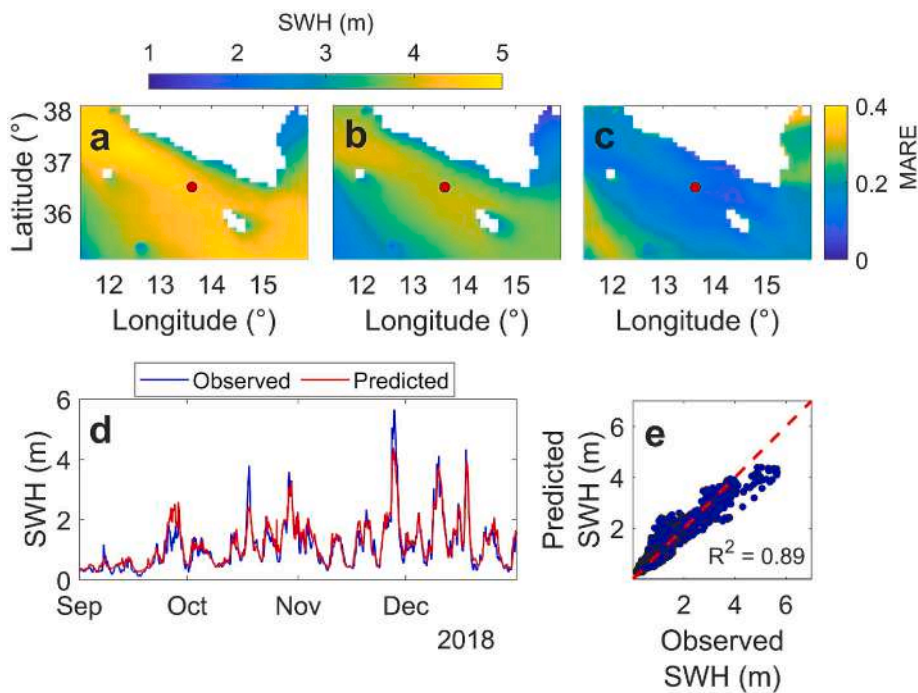 SWH (m)
1 2 3 4 5
38
37
36
Latitude (°)
a
b
c
0.4
0.2
0
MARE
12 13 14 15
12 13 14 15
12 13 14 15
Longitude (°)
Longitude (°)
Longitude (°)
Observed Predicted
6
4
2
0
SWH (m)
d
Sep Oct Nov Dec
2018
e
Predicted
SWH (m)
6
4
2
R² = 0.89
2 4 6
Observed
SWH (m)